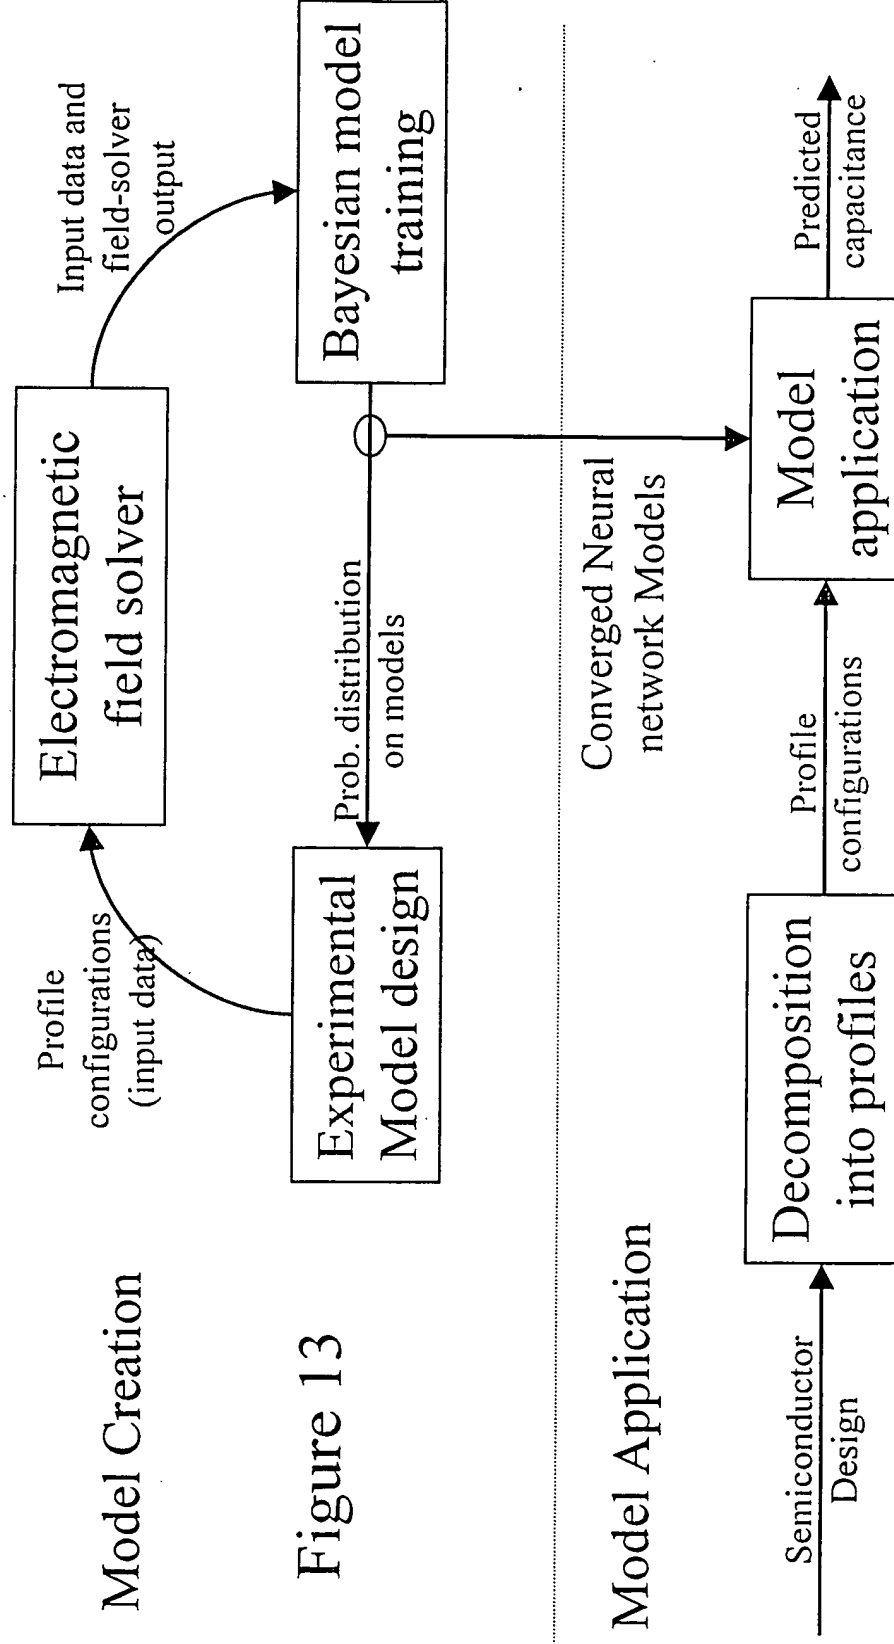 Model Creation
Profile
configurations
(input data)
Electromagnetic
field solver
Input data and
field-solver
output
Experimental
Model design
Prob. distribution
on models
Bayesian model
training
Figure 13
Converged Neural
network Models
Model Application
Semiconductor
Design
Decomposition
into profiles
Profile
configurations
Model
application
Predicted
capacitance